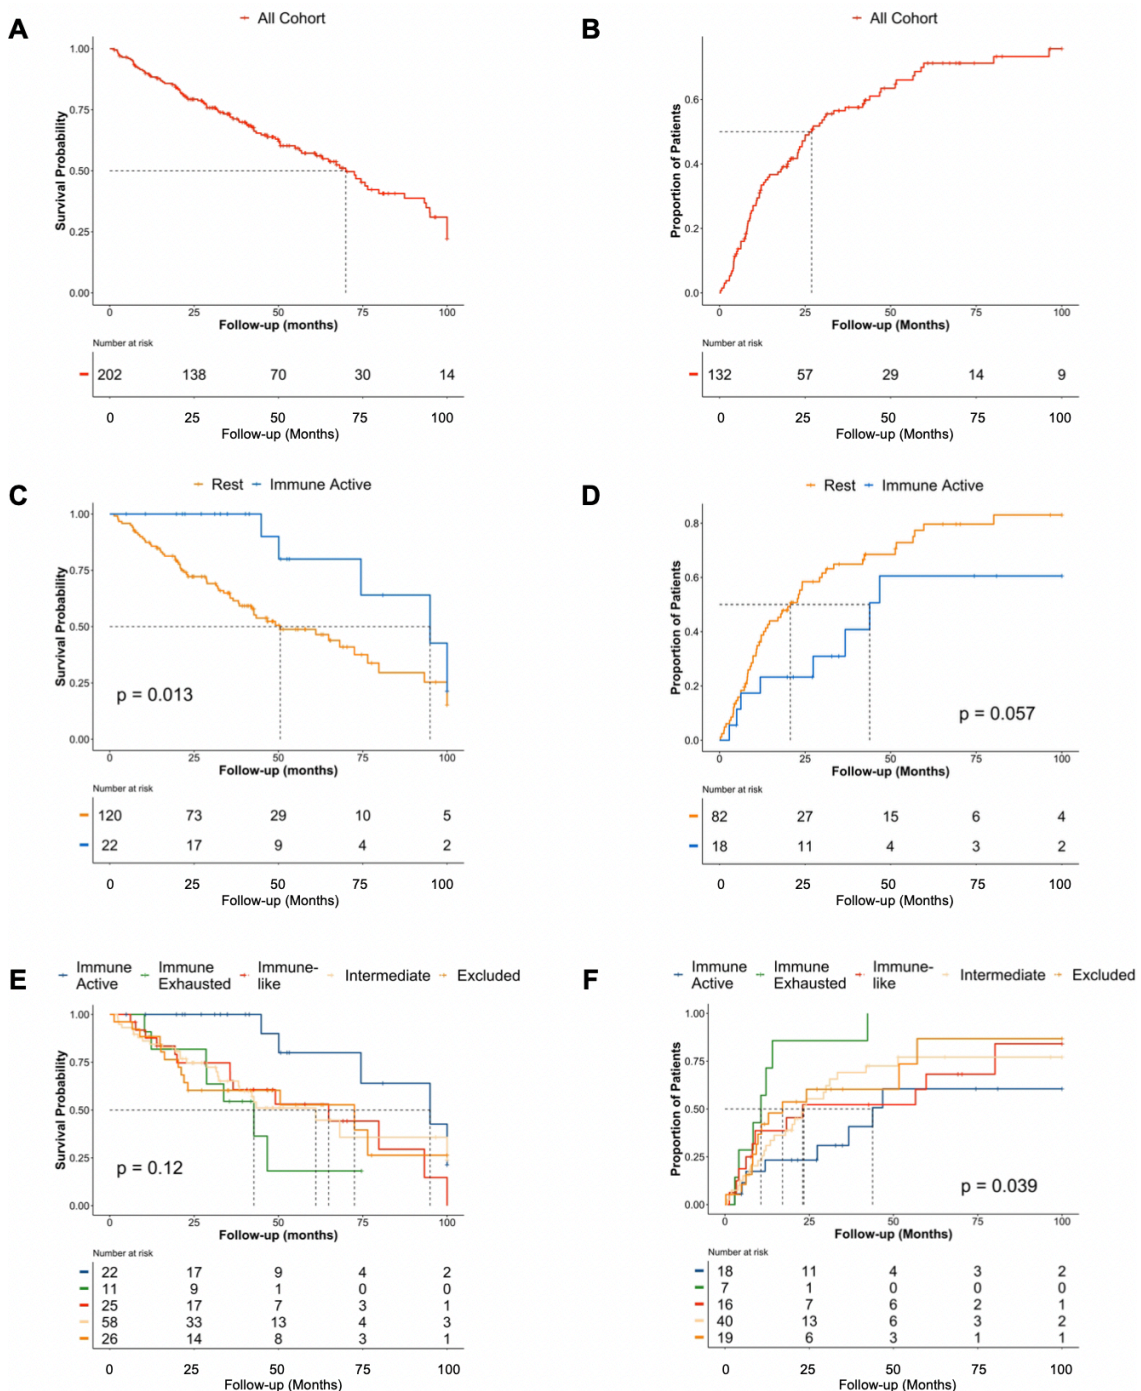 A
All Cohort
1.00
0.75
0.50
0.25
0.00
Survival Probability
0 25 50 75 100
Follow-up (months)
Number at risk
202 138 70 30 14
0 25 50 75 100
Follow-up (Months)
B
All Cohort
0.6
0.4
0.2
0.0
Proportion of Patients
0 25 50 75 100
Follow-up (Months)
Number at risk
132 57 29 14 9
0 25 50 75 100
Follow-up (Months)
C
Rest Immune Active
1.00
0.75
0.50
0.25
0.00
Survival Probability
p = 0.013
0 25 50 75 100
Follow-up (months)
Number at risk
120 73 29 10 5
22 17 9 4 2
0 25 50 75 100
Follow-up (Months)
D
Rest Immune Active
0.8
0.6
0.4
0.2
0.0
Proportion of Patients
p = 0.057
0 25 50 75 100
Follow-up (Months)
Number at risk
82 27 15 6 4
18 11 4 3 2
0 25 50 75 100
Follow-up (Months)
E
Immune Active Immune Exhausted Immune-like Intermediate Excluded
1.00
0.75
0.50
0.25
0.00
Survival Probability
p = 0.12
0 25 50 75 100
Follow-up (months)
Number at risk
22 17 9 4 2
11 9 1 0 0
25 17 7 3 1
58 33 13 4 3
26 14 8 3 1
0 25 50 75 100
Follow-up (Months)
F
Immune Active Immune Exhausted Immune-like Intermediate Excluded
1.00
0.75
0.50
0.25
0.00
Proportion of Patients
p = 0.039
0 25 50 75 100
Follow-up (Months)
Number at risk
18 11 4 3 2
7 1 0 0 0
16 7 6 2 1
40 13 6 3 2
19 6 3 1 1
0 25 50 75 100
Follow-up (Months)